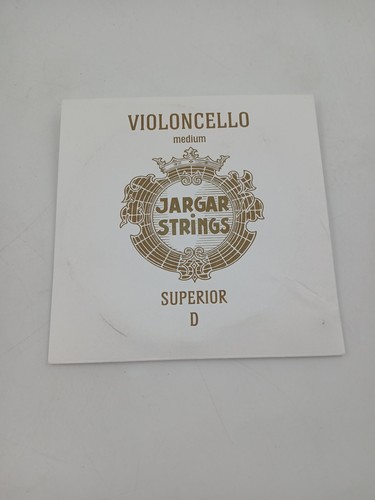 VIOLONCELLO
medium
JARGAR
STRiNGS
SUPERIOR
D